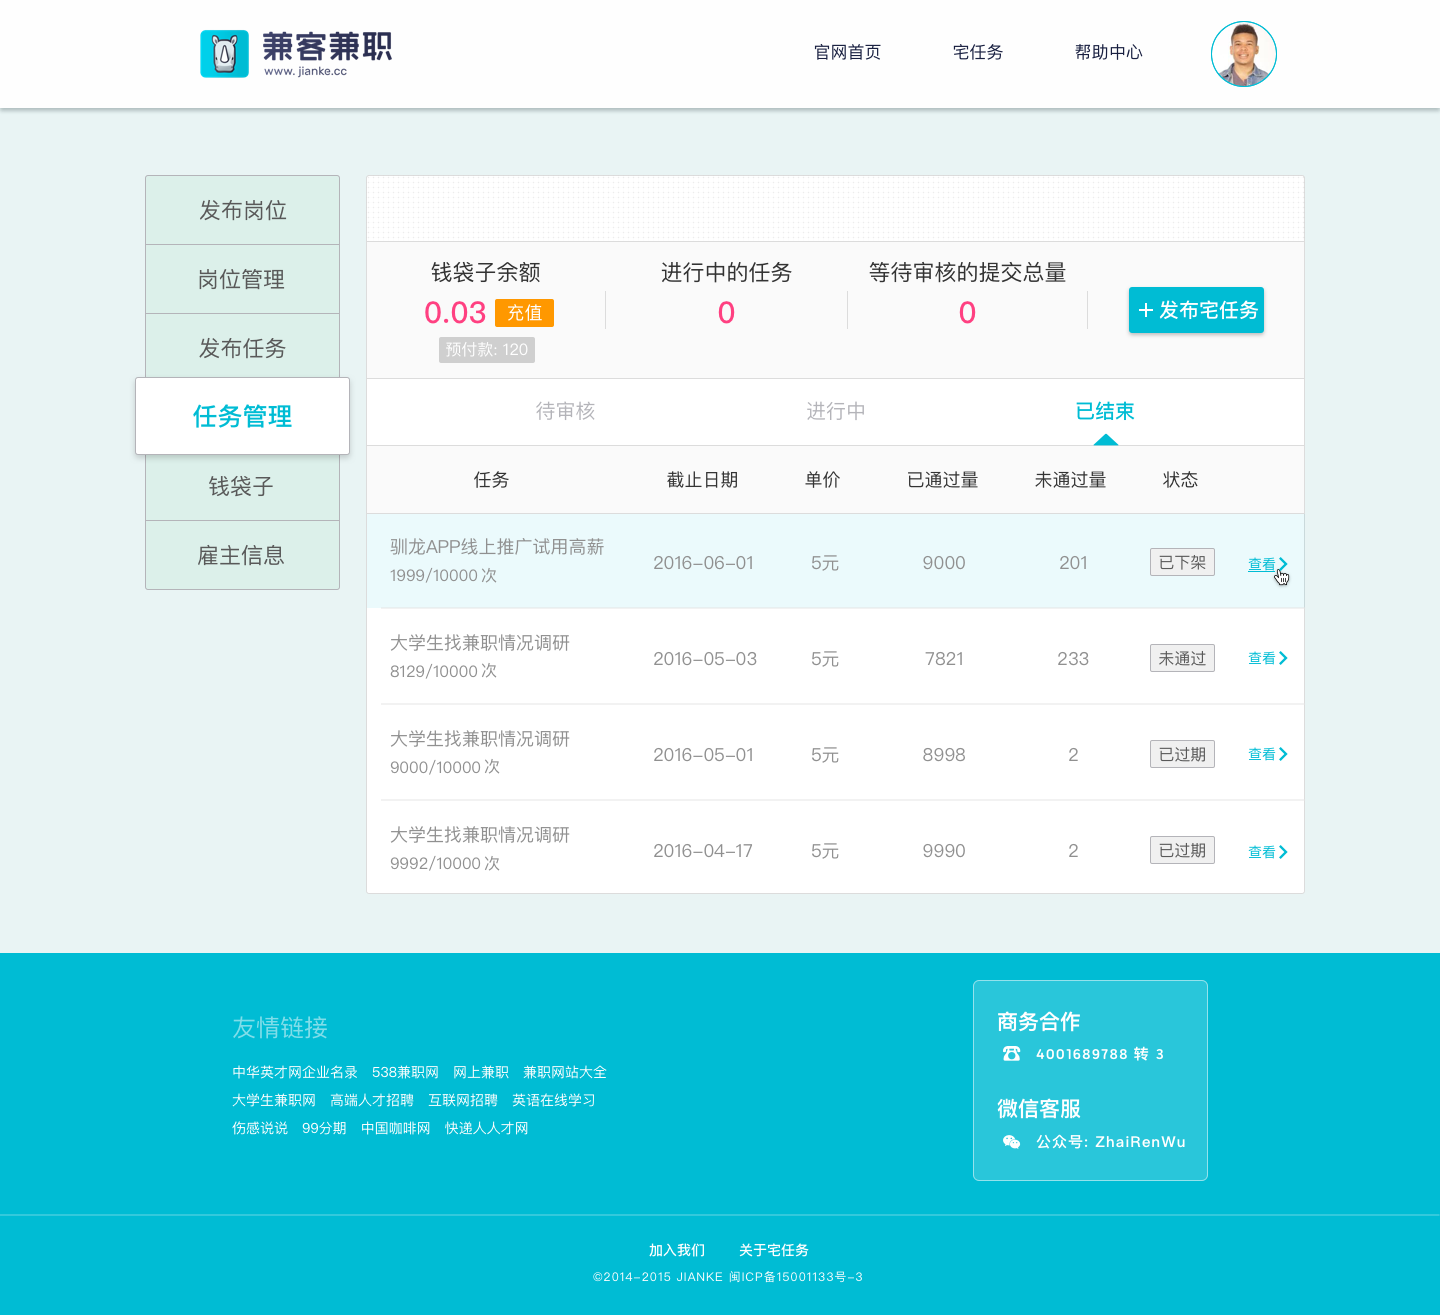 兼客兼职
www.jianke.cc
官网首页 宅任务 帮助中心
发布岗位
岗位管理
发布任务
任务管理
钱袋子
雇主信息
钱袋子余额 进行中的任务 等待审核的提交总量
0.03 充值 0 0 + 发布宅任务
预付款: 120
待审核 进行中 已结束
任务 截止日期 单价 已通过量 未通过量 状态
驯龙APP线上推广试用高薪
1999/10000 次 2016-06-01 5元 9000 201 已下架 查看
大学生找兼职情况调研
8129/10000 次 2016-05-03 5元 7821 233 未通过 查看
大学生找兼职情况调研
9000/10000 次 2016-05-01 5元 8998 2 已过期 查看
大学生找兼职情况调研
9992/10000 次 2016-04-17 5元 9990 2 已过期 查看
友情链接
中华英才网企业名录 538兼职网 网上兼职 兼职网站大全
大学生兼职网 高端人才招聘 互联网招聘 英语在线学习
伤感说说 99分期 中国咖啡网 快递人人才网
商务合作
4001689788 转 3
微信客服
公众号: ZhaiRenWu
加入我们 关于宅任务
©2014-2015 JIANKE 闽ICP备15001133号-3